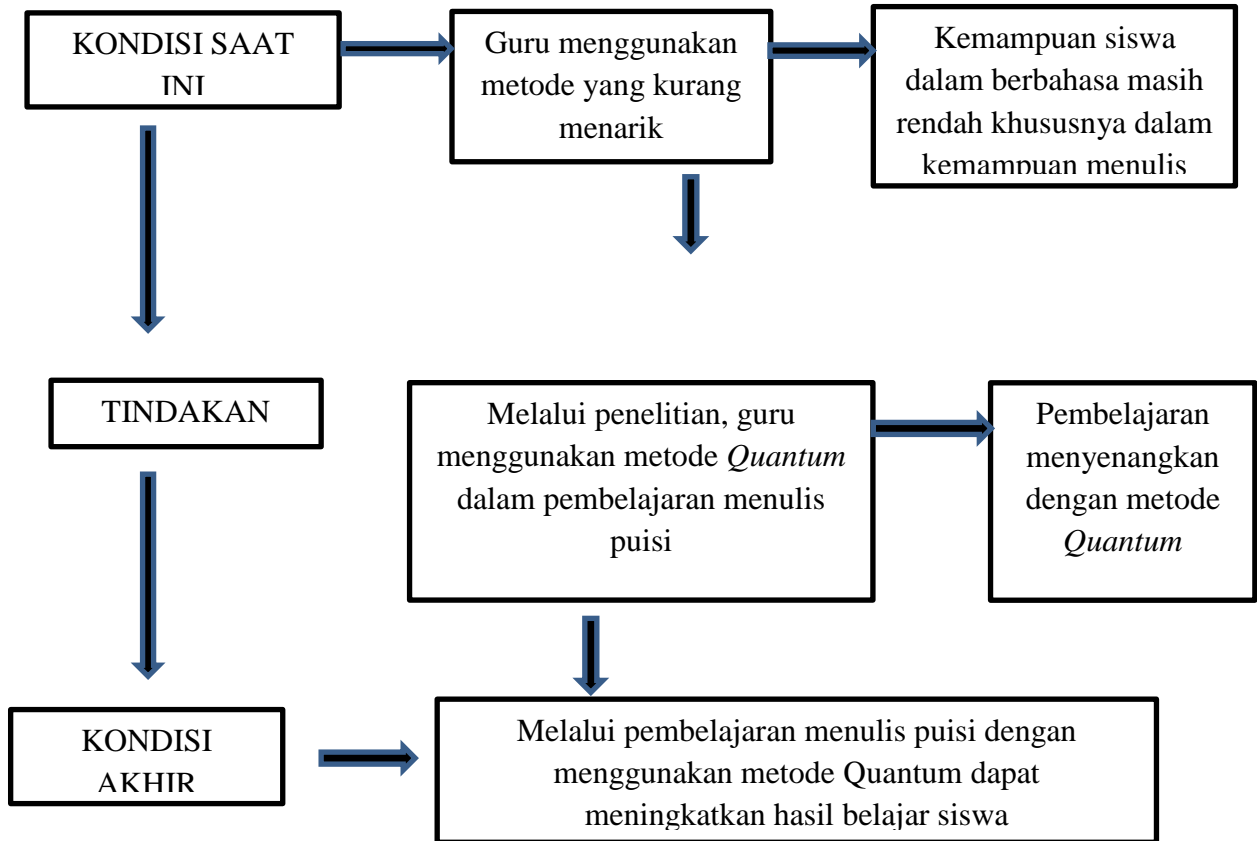 KONDISI SAAT
INI
Guru menggunakan
metode yang kurang
menarik
Kemampuan siswa
dalam berbahasa masih
rendah khususnya dalam
kemampuan menulis
TINDAKAN
Melalui penelitian, guru
menggunakan metode Quantum
dalam pembelajaran menulis
puisi
Pembelajaran
menyenangkan
dengan metode
Quantum
KONDISI
AKHIR
Melalui pembelajaran menulis puisi dengan
menggunakan metode Quantum dapat
meningkatkan hasil belajar siswa